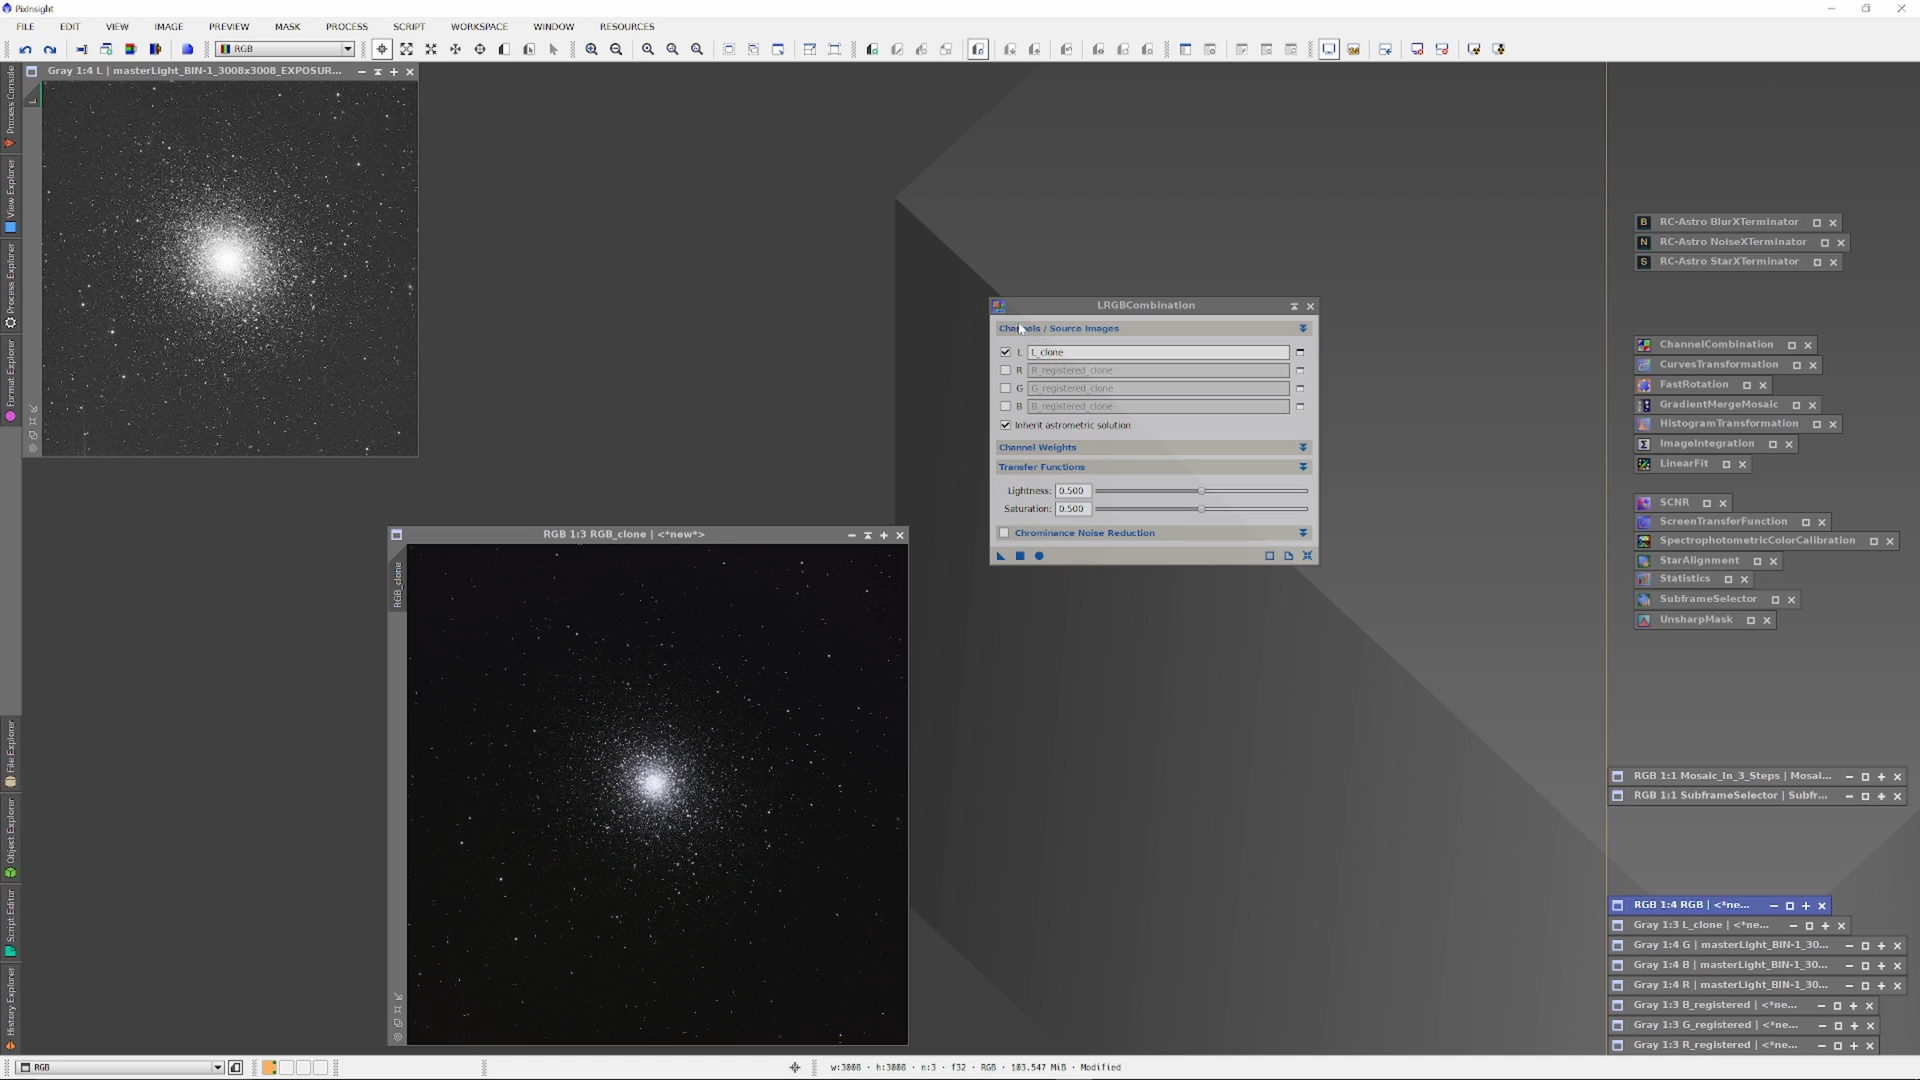 PixInsight
FILE EDIT VIEW IMAGE PREVIEW MASK PROCESS SCRIPT WORKSPACE WINDOW RESOURCES
RGB
Process Console
View Explorer
Process Explorer
Format Explorer
File Explorer
Object Explorer
Script Editor
History Explorer
Gray 1:4 L | masterLight_BIN-1_3008x3008_EXPOSUR...
L
RGB 1:3 RGB_clone | <*new*>
RGB_clone
LRGBCombination
Channels / Source Images
L L_clone
R R_registered_clone
G G_registered_clone
B B_registered_clone
Inherit astrometric solution
Channel Weights
Transfer Functions
Lightness: 0.500
Saturation: 0.500
Chrominance Noise Reduction
B RC-Astro BlurXTerminator
N RC-Astro NoiseXTerminator
S RC-Astro StarXTerminator
ChannelCombination
CurvesTransformation
FastRotation
GradientMergeMosaic
HistogramTransformation
Σ ImageIntegration
LinearFit
SCNR
ScreenTransferFunction
SpectrophotometricColorCalibration
StarAlignment
Statistics
SubframeSelector
UnsharpMask
RGB 1:1 Mosaic_In_3_Steps | Mosai...
RGB 1:1 SubframeSelector | Subfr...
RGB 1:4 RGB | <*ne...
Gray 1:3 L_clone | <*ne...
Gray 1:4 G | masterLight_BIN-1_30...
Gray 1:4 B | masterLight_BIN-1_30...
Gray 1:4 R | masterLight_BIN-1_30...
Gray 1:3 B_registered | <*ne...
Gray 1:3 G_registered | <*ne...
Gray 1:3 R_registered | <*ne...
RGB
w:3008 · h:3008 · n:3 · f32 · RGB · 103.547 MiB · Modified